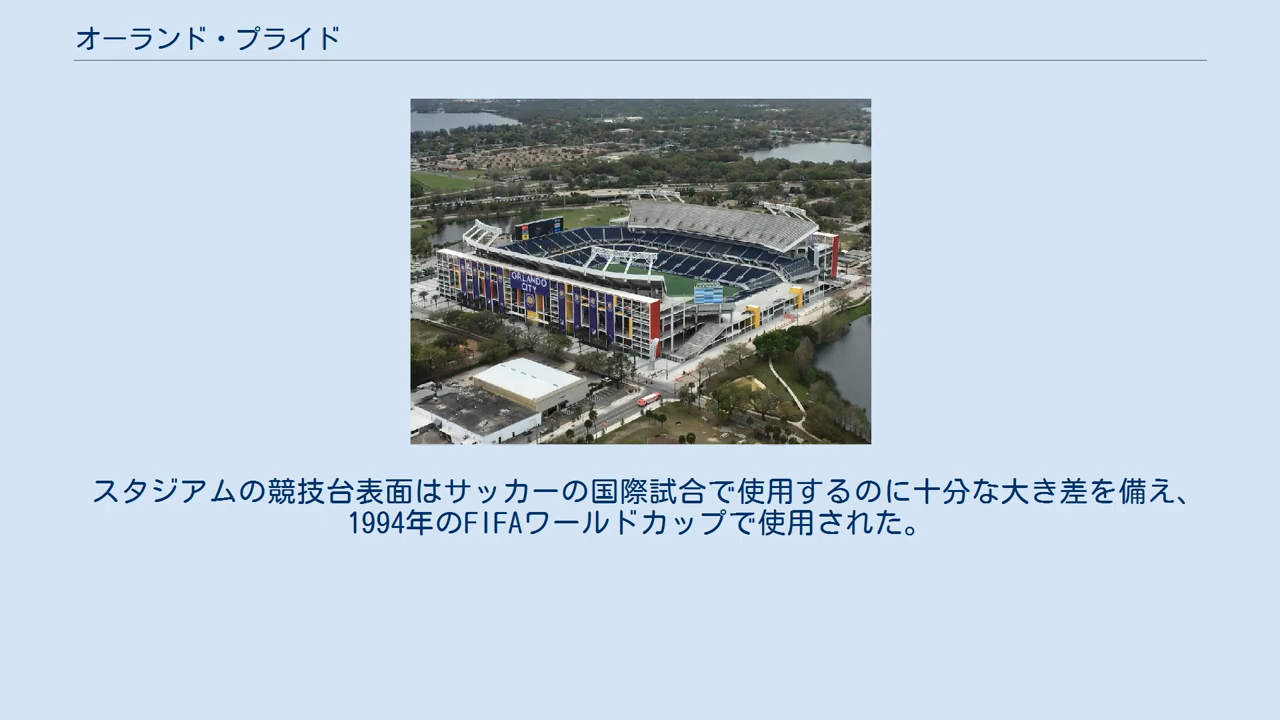 オーランド・プライド
ORLANDO
CITY
スタジアムの競技台表面はサッカーの国際試合で使用するのに十分な大き差を備え、
1994年のFIFAワールドカップで使用された。